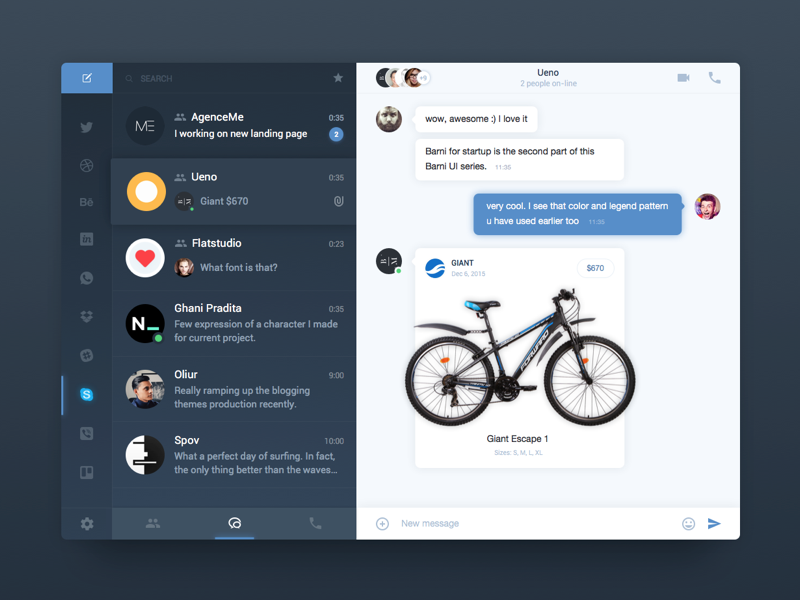 SEARCH
ME
AgenceMe
0:35
I working on new landing page
2
Ueno
0:35
Giant $670
Flatstudio
0:23
What font is that?
N_
Ghani Pradita
0:35
Few expression of a character I made
for current project.
Oliur
9:00
Really ramping up the blogging
themes production recently.
Spov
10:00
What a perfect day of surfing. In fact,
the only thing better than the waves...
Bē
in
S
+9
Ueno
2 people on-line
wow, awesome :) I love it
Barni for startup is the second part of this
Barni UI series. 11:35
very cool. I see that color and legend pattern
u have used earlier too 11:35
GIANT
Dec 6, 2015
$670
FORWARD
Giant Escape 1
Sizes: S, M, L, XL
New message